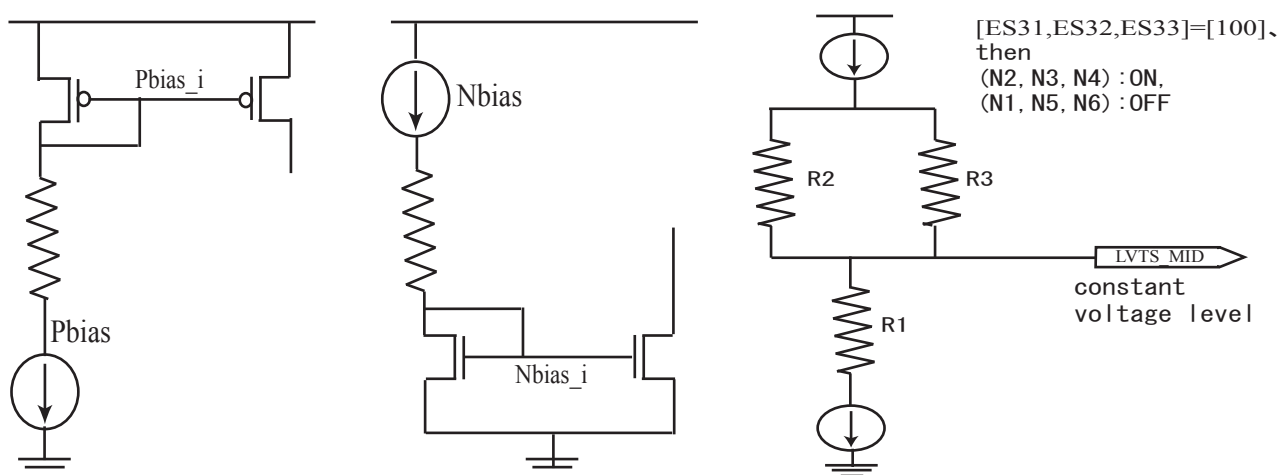 Pbias_i
Pbias
Nbias
Nbias_i
[ES31,ES32,ES33]=[100]、
then
(N2, N3, N4):ON,
(N1, N5, N6):OFF
R2
R3
LVTS_MID
constant
voltage level
R1